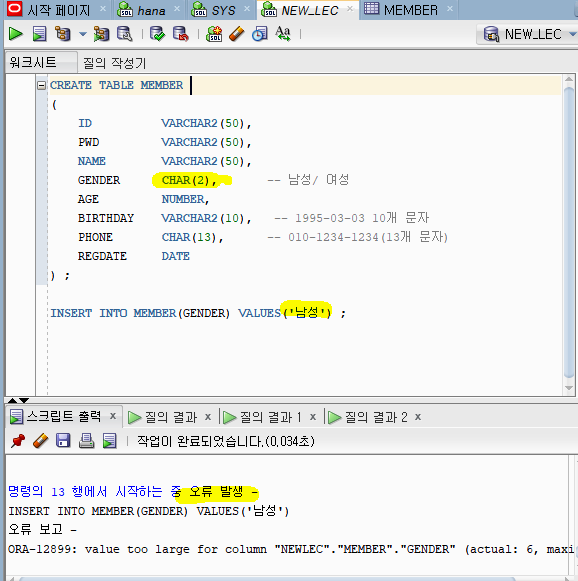 시작 페이지 hana SYS NEW_LEC MEMBER
Aa NEW_LEC
워크시트 질의 작성기
CREATE TABLE MEMBER
(
ID VARCHAR2(50),
PWD VARCHAR2(50),
NAME VARCHAR2(50),
GENDER CHAR(2), -- 남성/ 여성
AGE NUMBER,
BIRTHDAY VARCHAR2(10), -- 1995-03-03 10개 문자
PHONE CHAR(13), -- 010-1234-1234(13개 문자)
REGDATE DATE
) ;
INSERT INTO MEMBER(GENDER) VALUES('남성') ;
스크립트 출력 x 질의 결과 x 질의 결과 1 x 질의 결과 2 x
작업이 완료되었습니다.(0,034초)
명령의 13 행에서 시작하는 중 오류 발생 -
INSERT INTO MEMBER(GENDER) VALUES('남성')
오류 보고 -
ORA-12899: value too large for column "NEWLEC"."MEMBER"."GENDER" (actual: 6, maxi